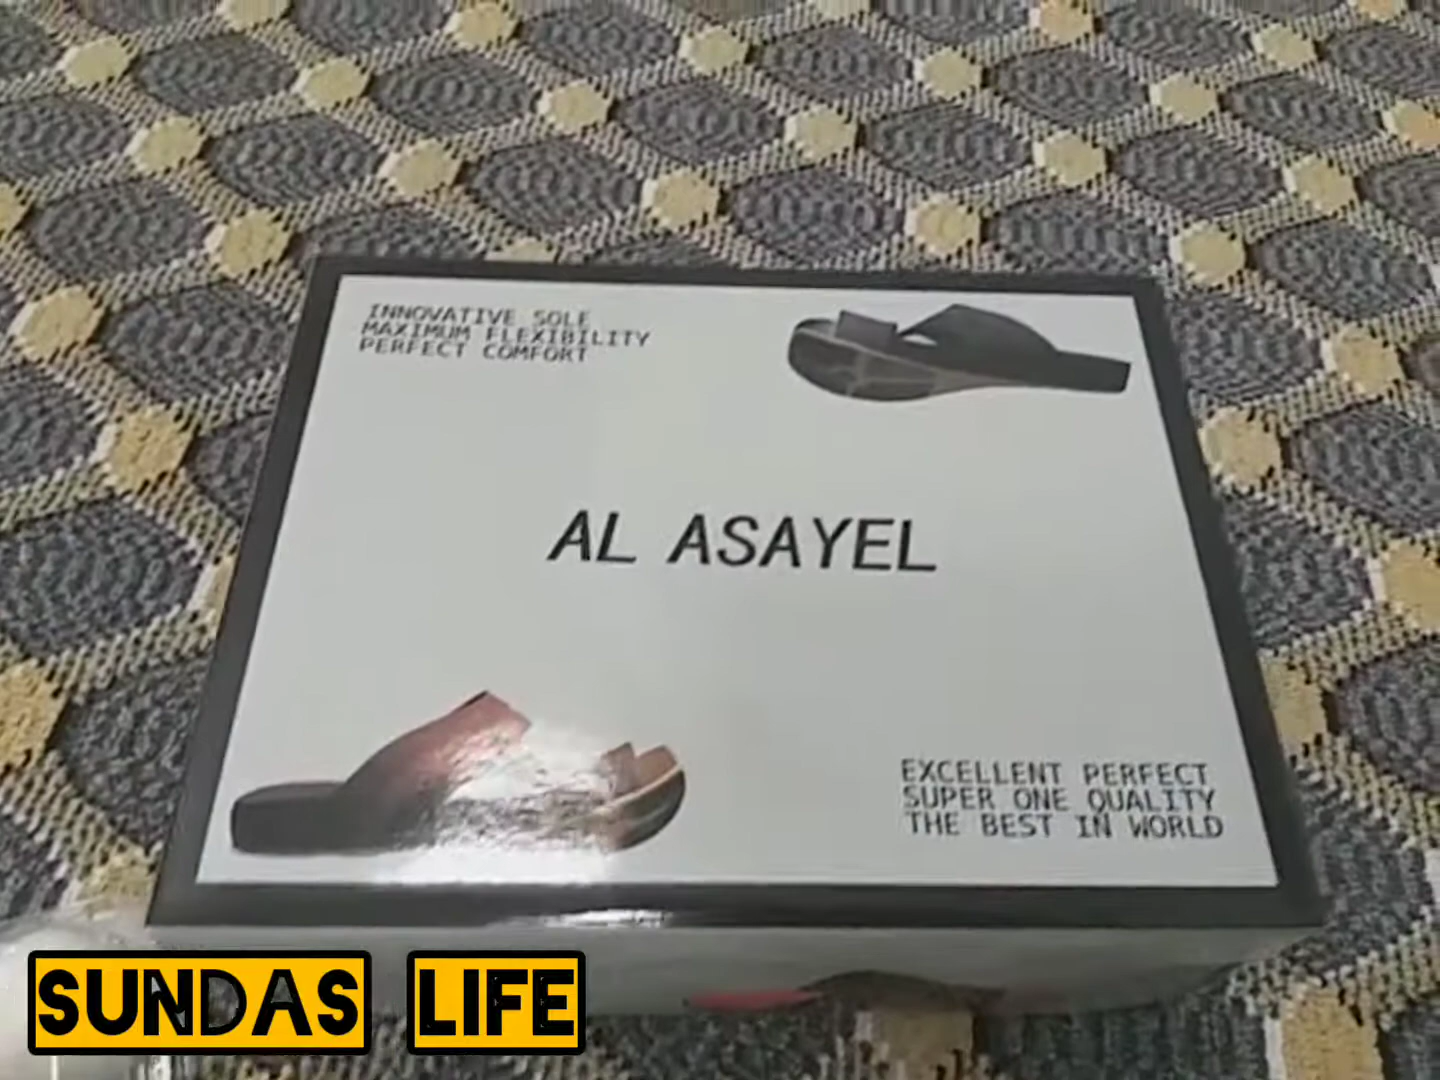 INNOVATIVE SOLE
MAXIMUM FLEXIBILITY
PERFECT COMFORT
AL ASAYEL
EXCELLENT PERFECT
SUPER ONE QUALITY
THE BEST IN WORLD
SUNDAS LIFE